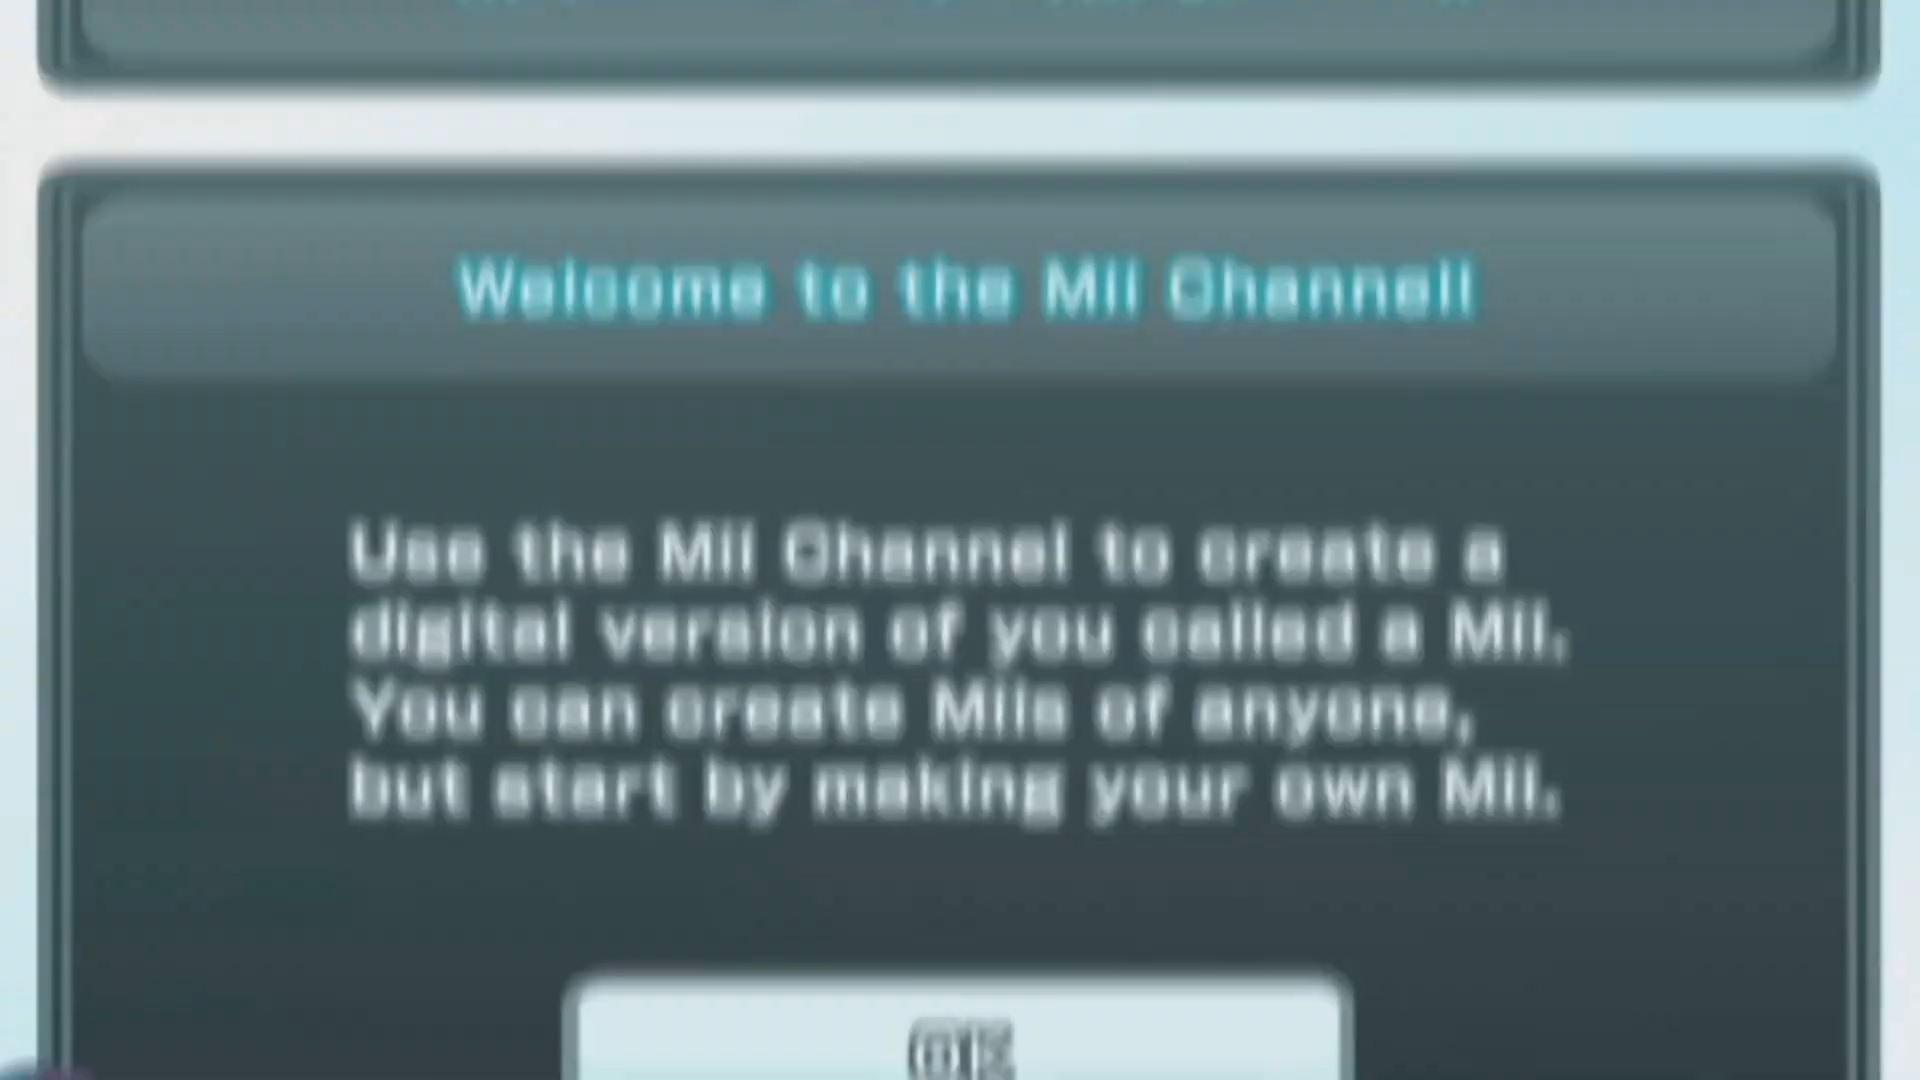 Welcome to the Mii Channel!
Use the Mii Channel to create a
digital version of you called a Mii.
You can create Miis of anyone,
but start by making your own Mii.
OK